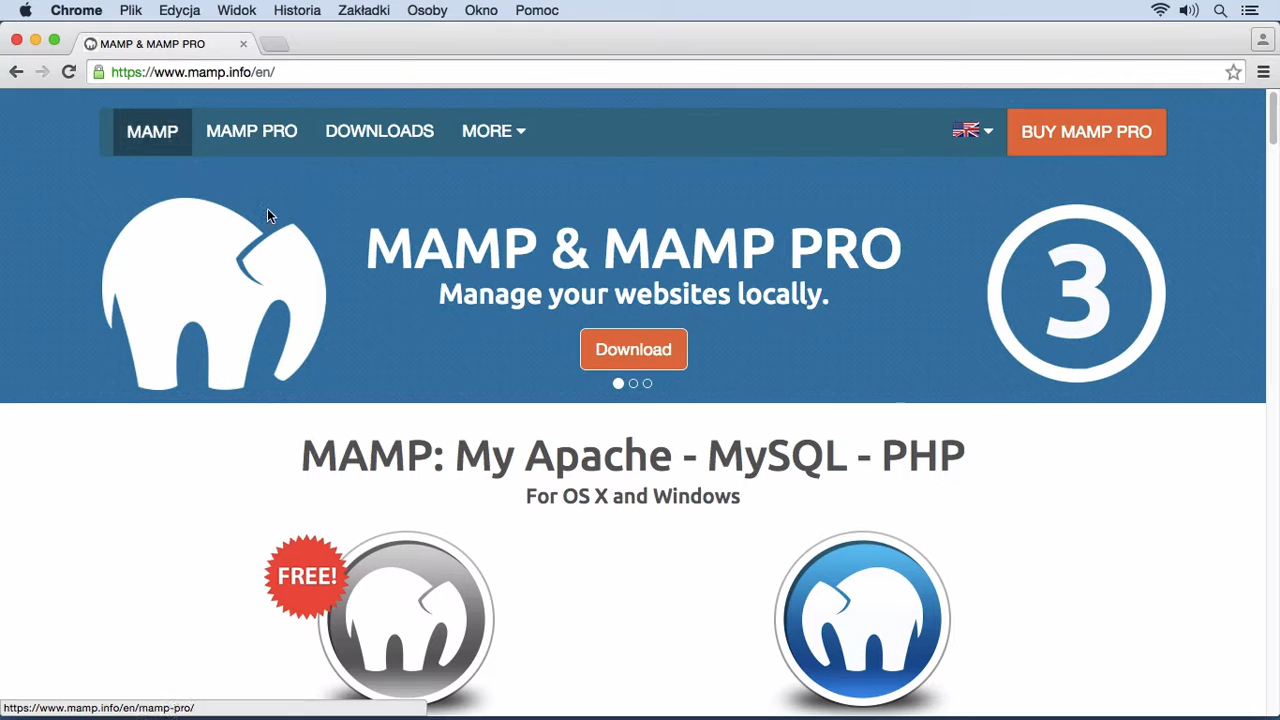 Chrome Plik Edycja Widok Historia Zakładki Osoby Okno Pomoc
MAMP & MAMP PRO
https://www.mamp.info/en/
MAMP MAMP PRO DOWNLOADS MORE BUY MAMP PRO
MAMP & MAMP PRO
Manage your websites locally.
3
Download
MAMP: My Apache - MySQL - PHP
For OS X and Windows
FREE!
https://www.mamp.info/en/mamp-pro/